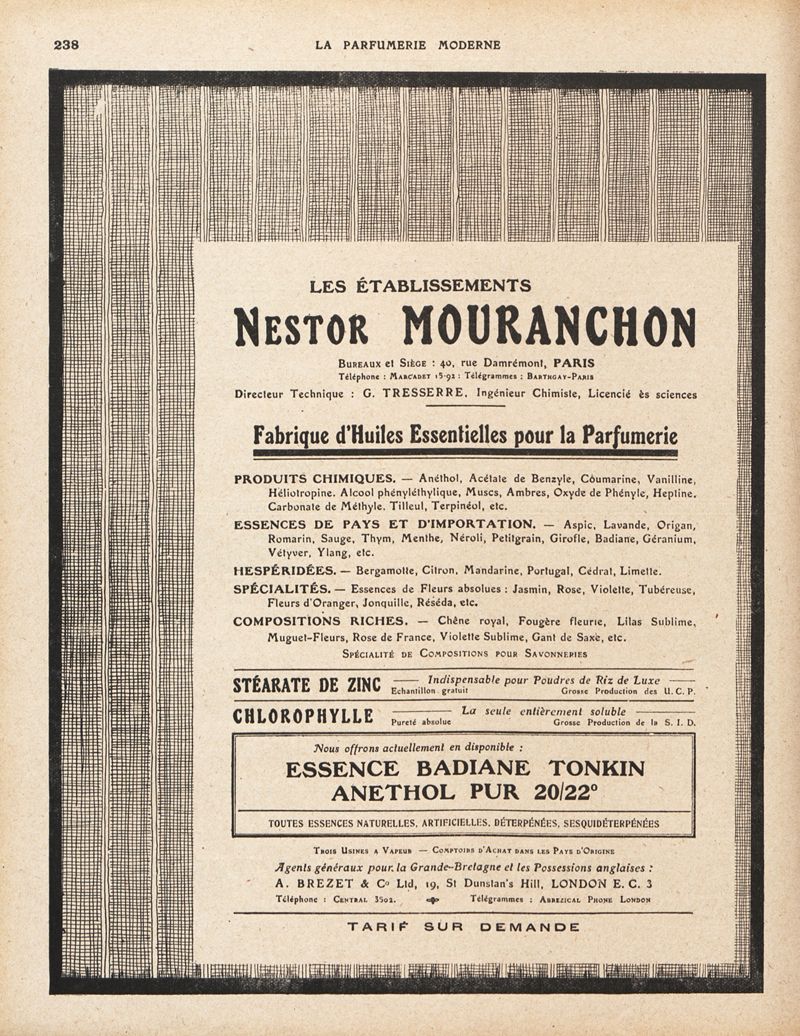 238
LA PARFUMERIE MODERNE
LES ÉTABLISSEMENTS
NESTOR MOURANCHON
BUREAUX et SIÈGE : 40, rue Damrémont, PARIS
Téléphone : MARCADET 15-92 : Télégrammes : BARTHGAY-PARIS
Directeur Technique : G. TRESSERRE, Ingénieur Chimiste, Licencié ès sciences
Fabrique d'Huiles Essentielles pour la Parfumerie
PRODUITS CHIMIQUES. — Anéthol, Acétate de Benzyle, Coumarine, Vanilline,
Héliotropine. Alcool phényléthylique, Muscs, Ambres, Oxyde de Phényle, Heptine.
Carbonate de Méthyle. Tilleul, Terpinéol, etc.
ESSENCES DE PAYS ET D'IMPORTATION. — Aspic, Lavande, Origan,
Romarin, Sauge, Thym, Menthe, Néroli, Petitgrain, Girofle, Badiane, Géranium,
Vétyver, Ylang, etc.
HESPÉRIDÉES. — Bergamotte, Citron, Mandarine, Portugal, Cédrat, Limette.
SPÉCIALITÉS. — Essences de Fleurs absolues : Jasmin, Rose, Violette, Tubéreuse,
Fleurs d'Oranger, Jonquille, Réséda, etc.
COMPOSITIONS RICHES. — Chêne royal, Fougère fleurie, Lilas Sublime,
Muguet-Fleurs, Rose de France, Violette Sublime, Gant de Saxe, etc.
SPÉCIALITÉ DE COMPOSITIONS POUR SAVONNERIES
STÉARATE DE ZINC — Indispensable pour Poudres de Riz de Luxe —
Echantillon gratuit Grosse Production des U. C. P.
CHLOROPHYLLE — La seule entièrement soluble —
Pureté absolue Grosse Production de la S. I. D.
Nous offrons actuellement en disponible :
ESSENCE BADIANE TONKIN
ANETHOL PUR 20/22°
TOUTES ESSENCES NATURELLES, ARTIFICIELLES, DÉTERPÉNÉES, SESQUIDÉTERPÉNÉES
TROIS USINES A VAPEUR — COMPTOIRS D'ACHAT DANS LES PAYS D'ORIGINE
Agents généraux pour la Grande-Bretagne et les Possessions anglaises :
A. BREZET & Co Ltd, 19, St Dunstan's Hill, LONDON E. C. 3
Téléphone : CENTRAL 3502. Télégrammes : ABREZICAL PHONE LONDON
TARIF SUR DEMANDE